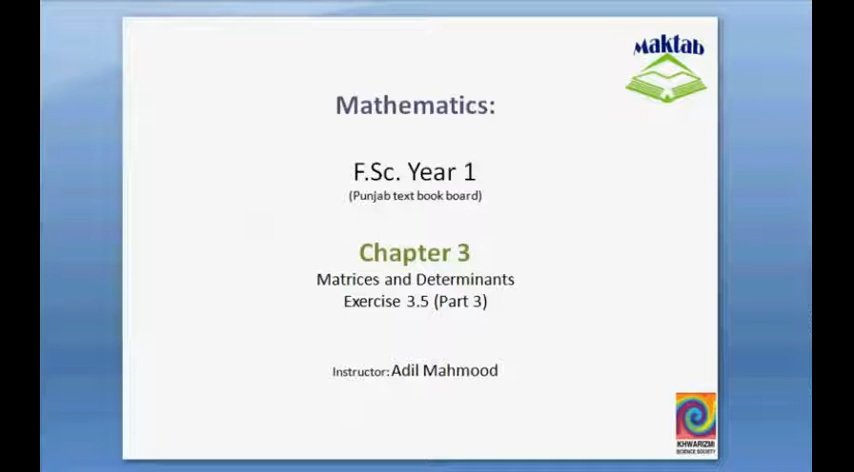 Maktab
Mathematics:
F.Sc. Year 1
(Punjab text book board)
Chapter 3
Matrices and Determinants
Exercise 3.5 (Part 3)
Instructor: Adil Mahmood
KHWARIZMI
SCIENCE SOCIETY